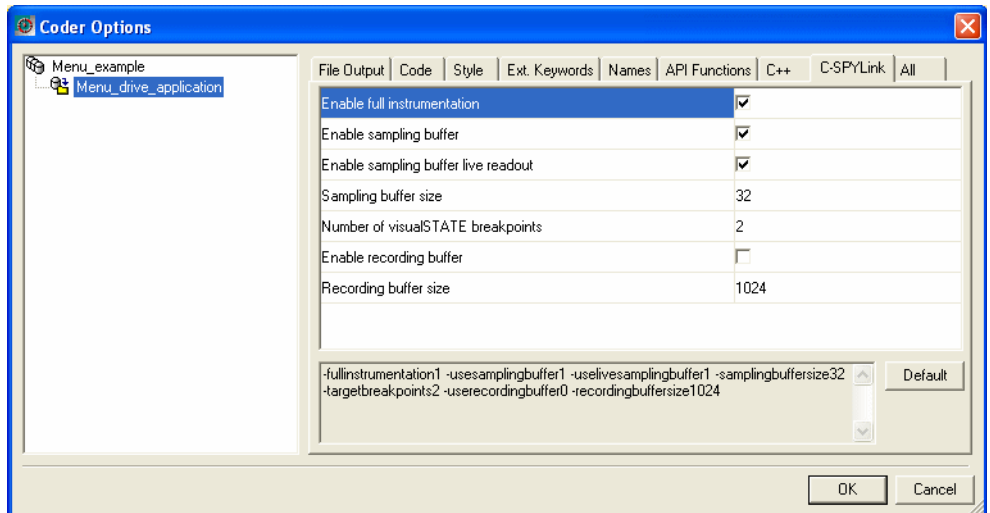 Coder Options
Menu_example
Menu_drive_application
File Output Code Style Ext. Keywords Names API Functions C++ C-SPYLink All
Enable full instrumentation
Enable sampling buffer
Enable sampling buffer live readout
Sampling buffer size 32
Number of visualSTATE breakpoints 2
Enable recording buffer
Recording buffer size 1024
-fullinstrumentation1 -usesamplingbuffer1 -uselivesamplingbuffer1 -samplingbuffersize32
-targetbreakpoints2 -userecordingbuffer0 -recordingbuffersize1024
Default
OK Cancel